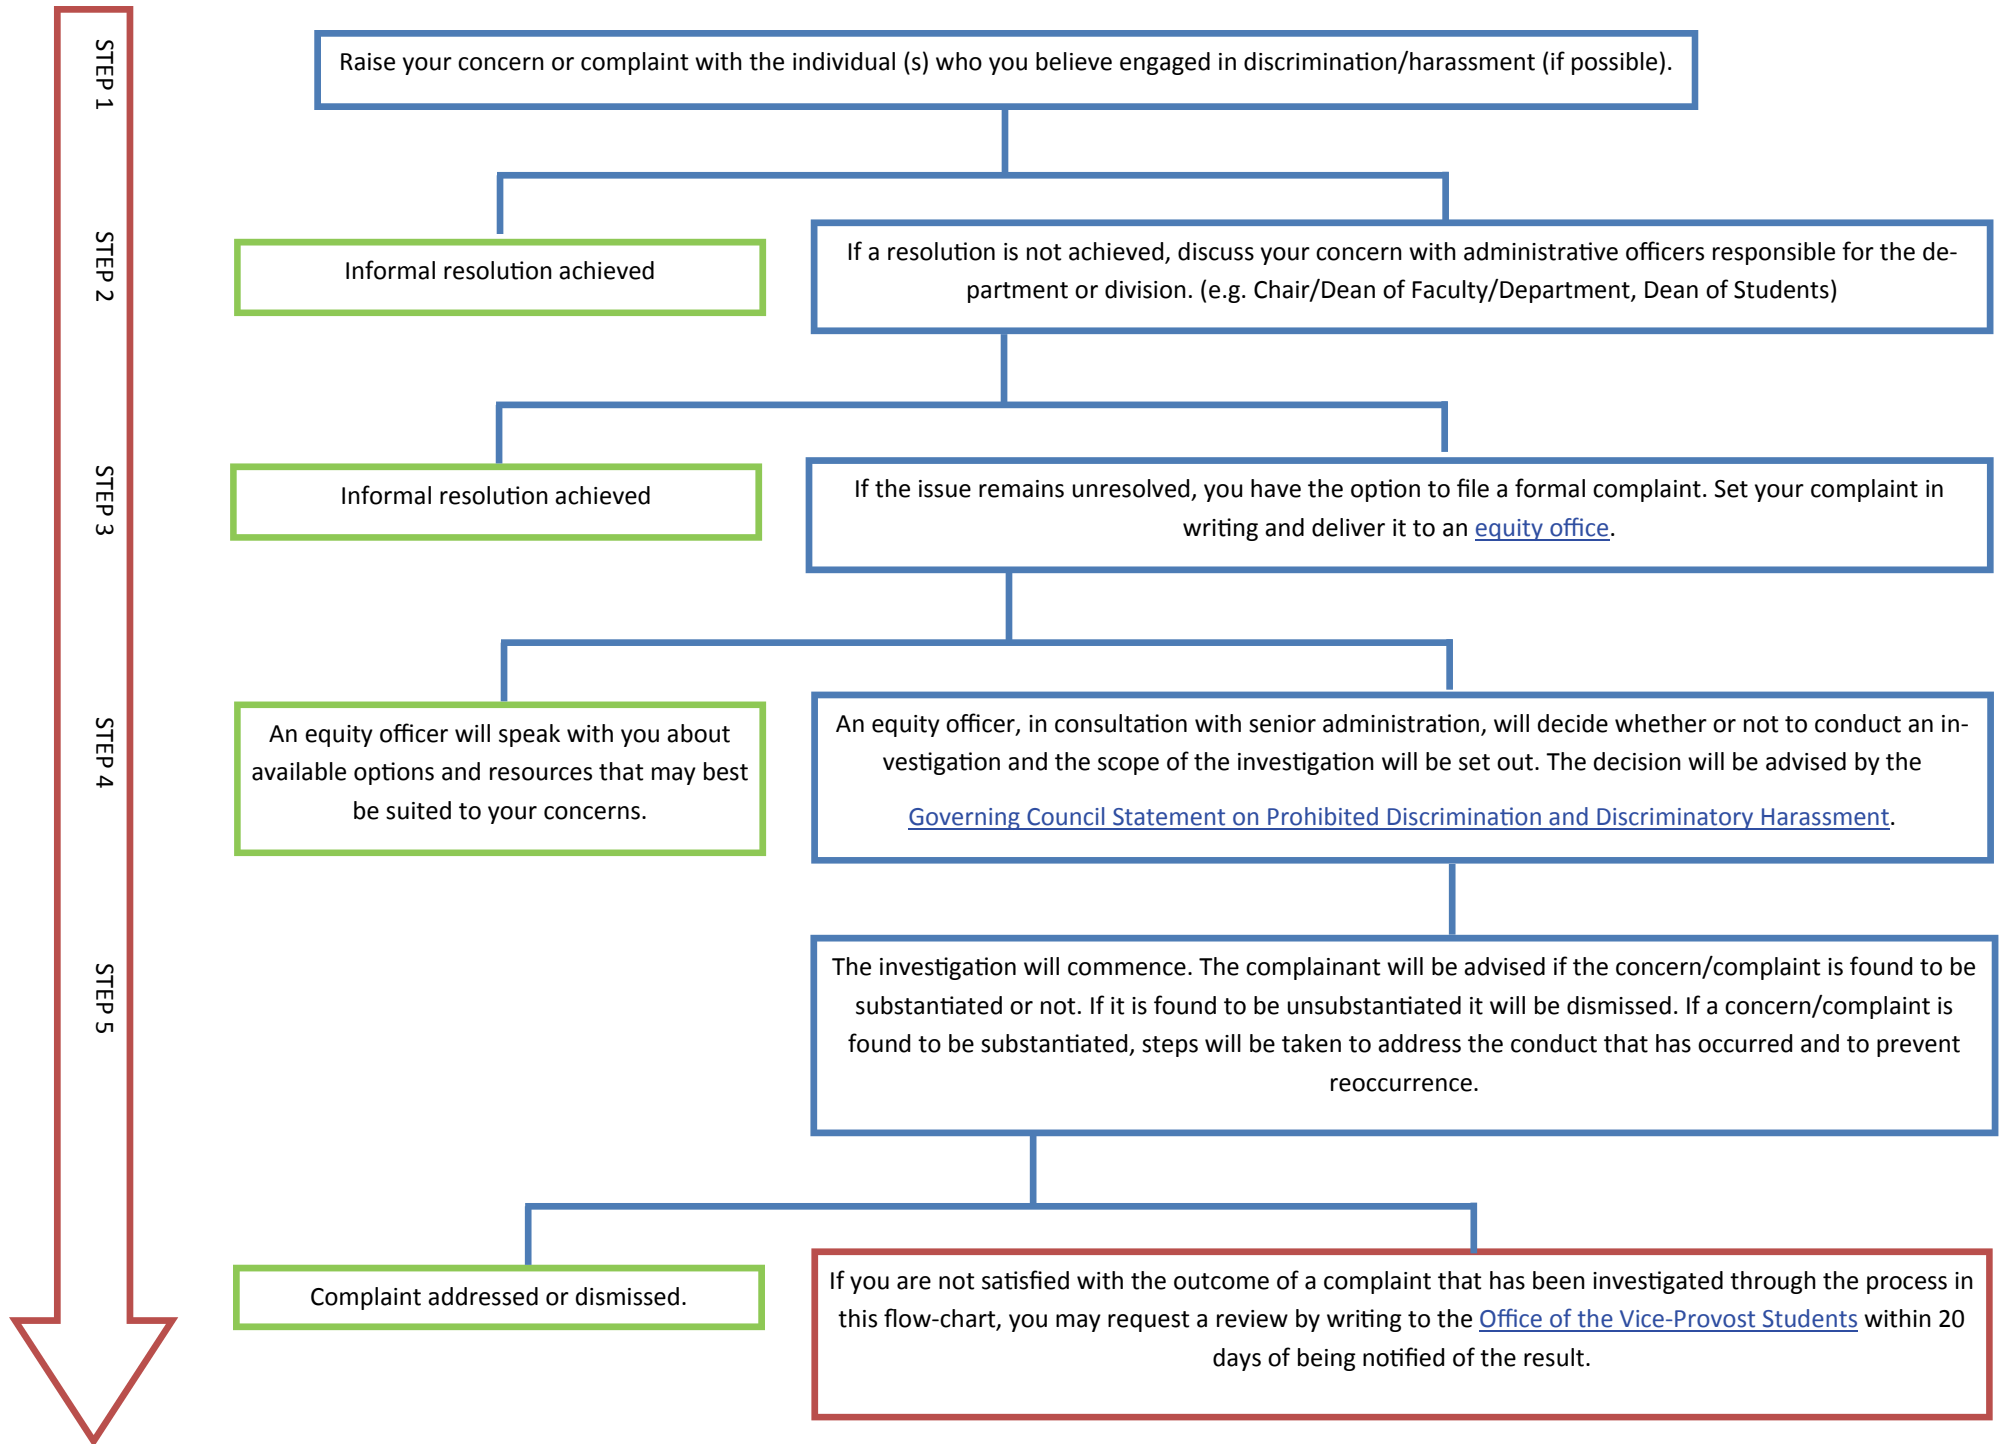 STEP 1
Raise your concern or complaint with the individual (s) who you believe engaged in discrimination/harassment (if possible).
STEP 2
Informal resolution achieved
If a resolution is not achieved, discuss your concern with administrative officers responsible for the de-
partment or division. (e.g. Chair/Dean of Faculty/Department, Dean of Students)
STEP 3
Informal resolution achieved
If the issue remains unresolved, you have the option to file a formal complaint. Set your complaint in
writing and deliver it to an equity office.
STEP 4
An equity officer will speak with you about
available options and resources that may best
be suited to your concerns.
An equity officer, in consultation with senior administration, will decide whether or not to conduct an in-
vestigation and the scope of the investigation will be set out. The decision will be advised by the
Governing Council Statement on Prohibited Discrimination and Discriminatory Harassment.
STEP 5
The investigation will commence. The complainant will be advised if the concern/complaint is found to be
substantiated or not. If it is found to be unsubstantiated it will be dismissed. If a concern/complaint is
found to be substantiated, steps will be taken to address the conduct that has occurred and to prevent
reoccurrence.
Complaint addressed or dismissed.
If you are not satisfied with the outcome of a complaint that has been investigated through the process in
this flow-chart, you may request a review by writing to the Office of the Vice-Provost Students within 20
days of being notified of the result.